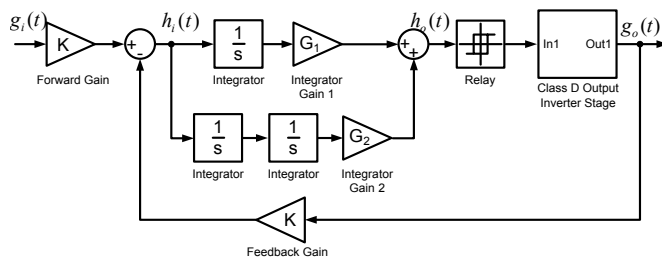 g_i(t)
h_i(t)
h_o(t)
g_o(t)
K
+
-
1
s
G_1
+
+
In1 Out1
Forward Gain
Integrator
Integrator
Gain 1
Relay
Class D Output
Inverter Stage
1
s
1
s
G_2
Integrator
Integrator
Integrator
Gain 2
K
Feedback Gain